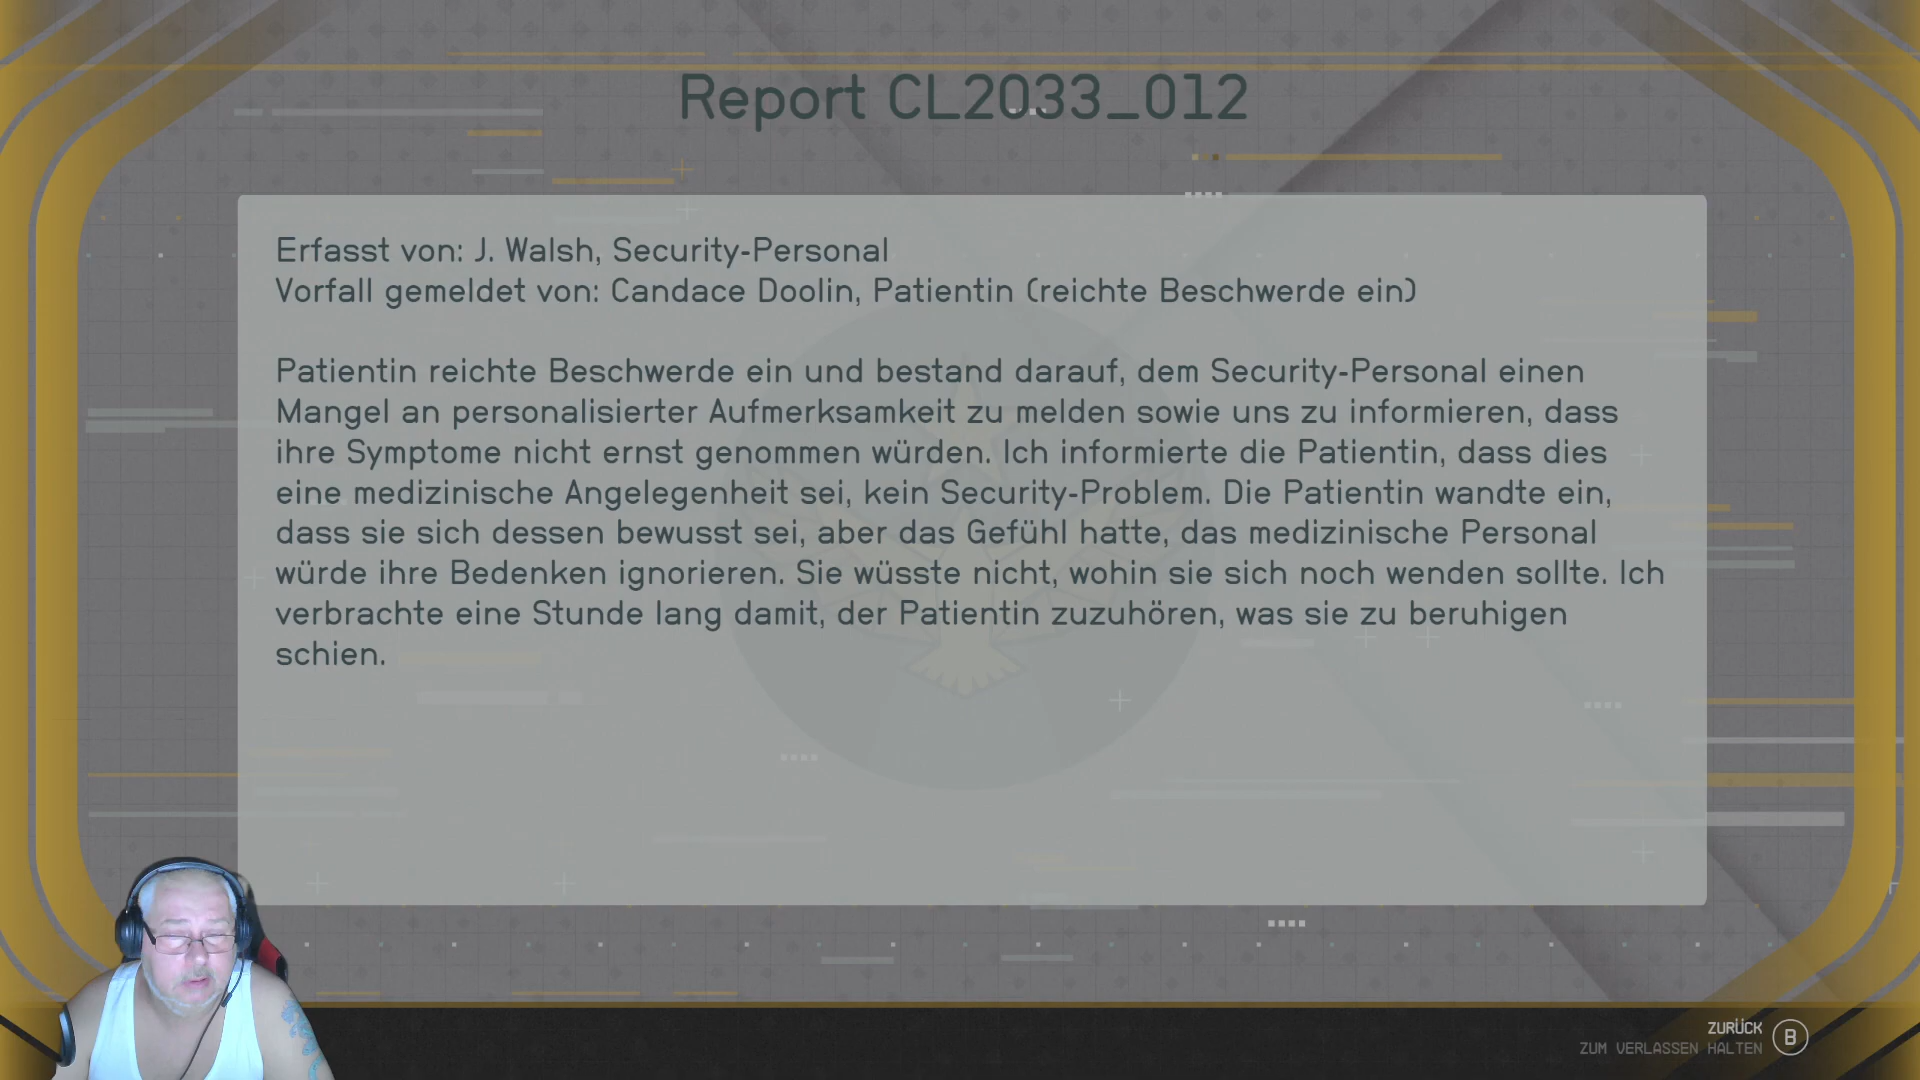 Report CL2033_012
Erfasst von: J. Walsh, Security-Personal
Vorfall gemeldet von: Candace Doolin, Patientin (reichte Beschwerde ein)
Patientin reichte Beschwerde ein und bestand darauf, dem Security-Personal einen
Mangel an personalisierter Aufmerksamkeit zu melden sowie uns zu informieren, dass
ihre Symptome nicht ernst genommen würden. Ich informierte die Patientin, dass dies
eine medizinische Angelegenheit sei, kein Security-Problem. Die Patientin wandte ein,
dass sie sich dessen bewusst sei, aber das Gefühl hatte, das medizinische Personal
würde ihre Bedenken ignorieren. Sie wüsste nicht, wohin sie sich noch wenden sollte. Ich
verbrachte eine Stunde lang damit, der Patientin zuzuhören, was sie zu beruhigen
schien.
ZURÜCK
B
ZUM VERLASSEN HALTEN